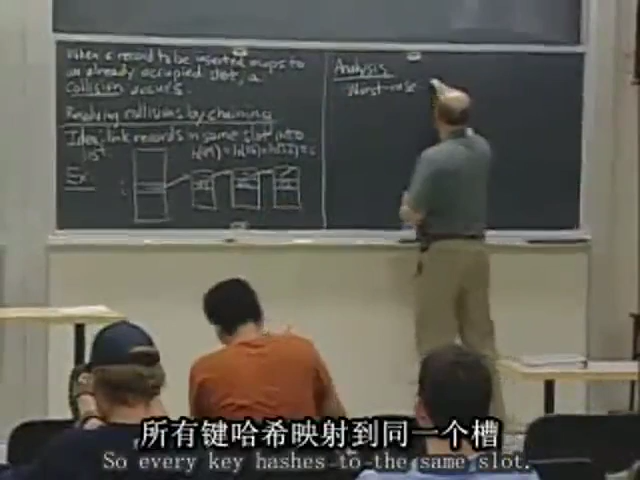 When a record to be inserted maps to
an already occupied slot, a
collision occurs.
Resolving collisions by chaining
Idea: link records in same slot into
list
Ex:
i
Analysis
Worst-case
所有键哈希映射到同一个槽
So every key hashes to the same slot.